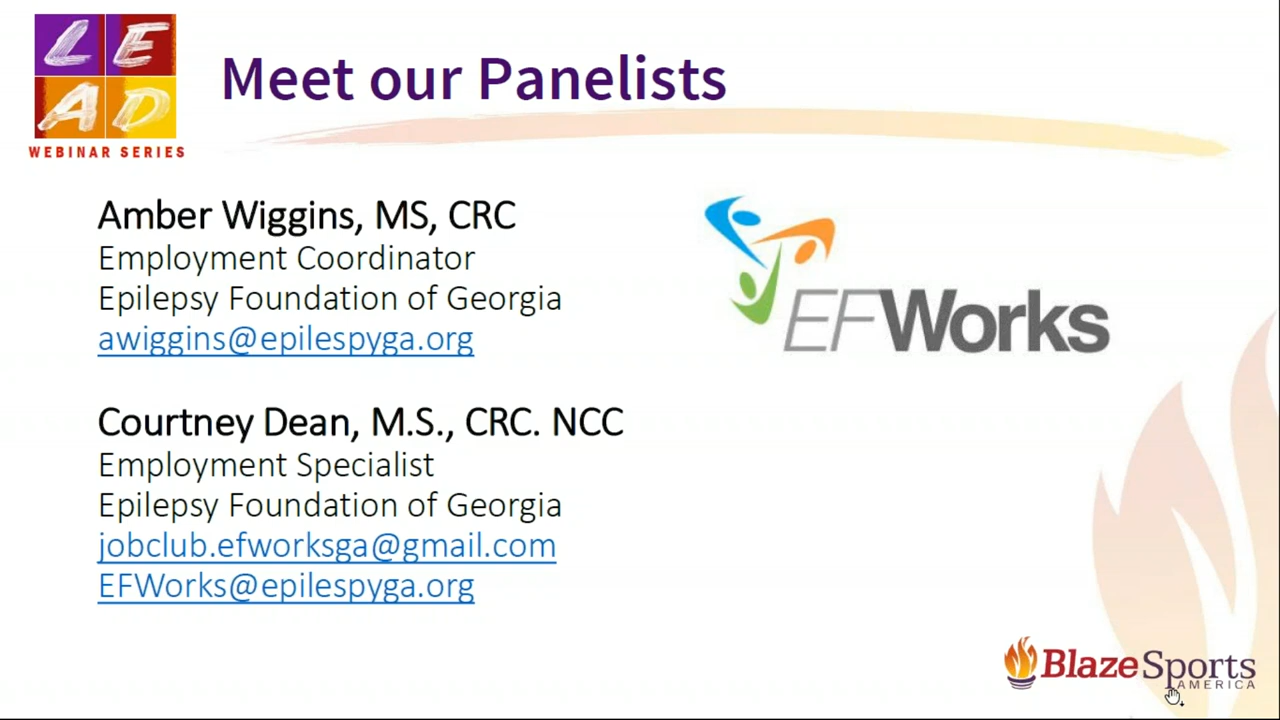 LE
AD
WEBINAR SERIES
Meet our Panelists
Amber Wiggins, MS, CRC
Employment Coordinator
Epilepsy Foundation of Georgia
awiggins@epilespyga.org
EFWorks
Courtney Dean, M.S., CRC. NCC
Employment Specialist
Epilepsy Foundation of Georgia
jobclub.efworksga@gmail.com
EFWorks@epilespyga.org
BlazeSports
AMERICA